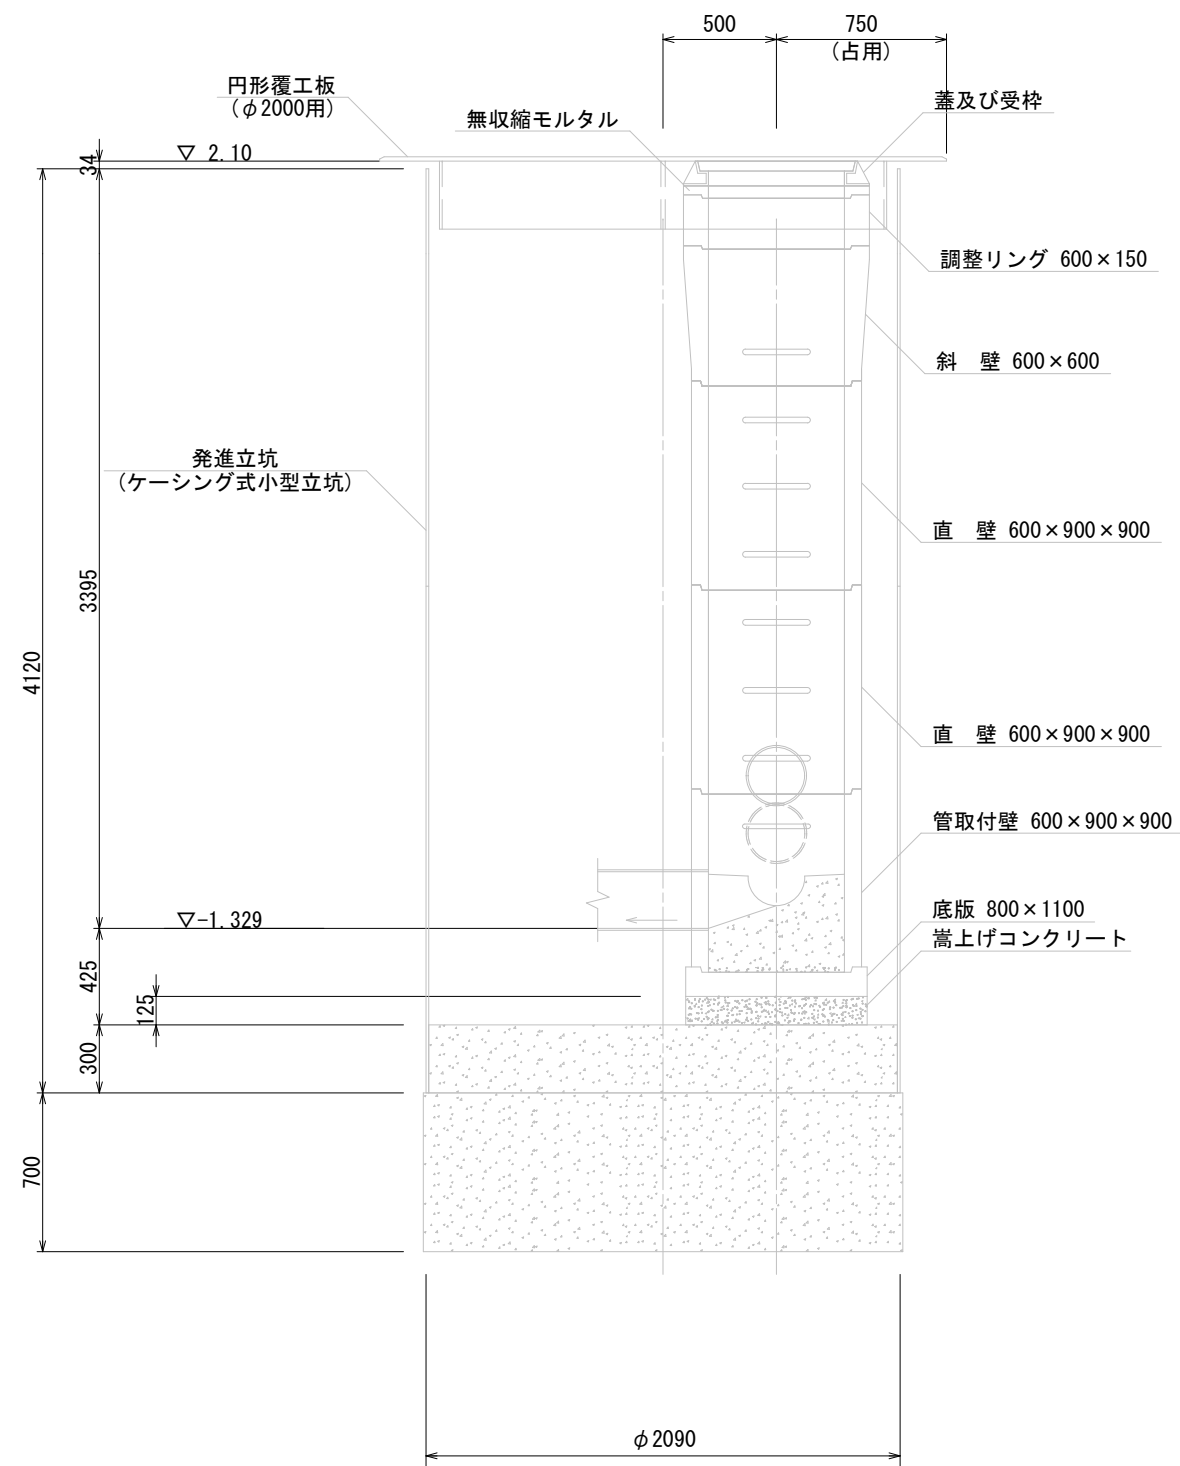 500
750
(占用)
円形覆工板
(φ2000用)
無収縮モルタル
蓋及び受枠
▽ 2.10
34
調整リング 600×150
斜 壁 600×600
発進立坑
(ケーシング式小型立坑)
直 壁 600×900×900
3395
4120
直 壁 600×900×900
管取付壁 600×900×900
底版 800×1100
▽-1.329
嵩上げコンクリート
425
125
300
700
φ2090